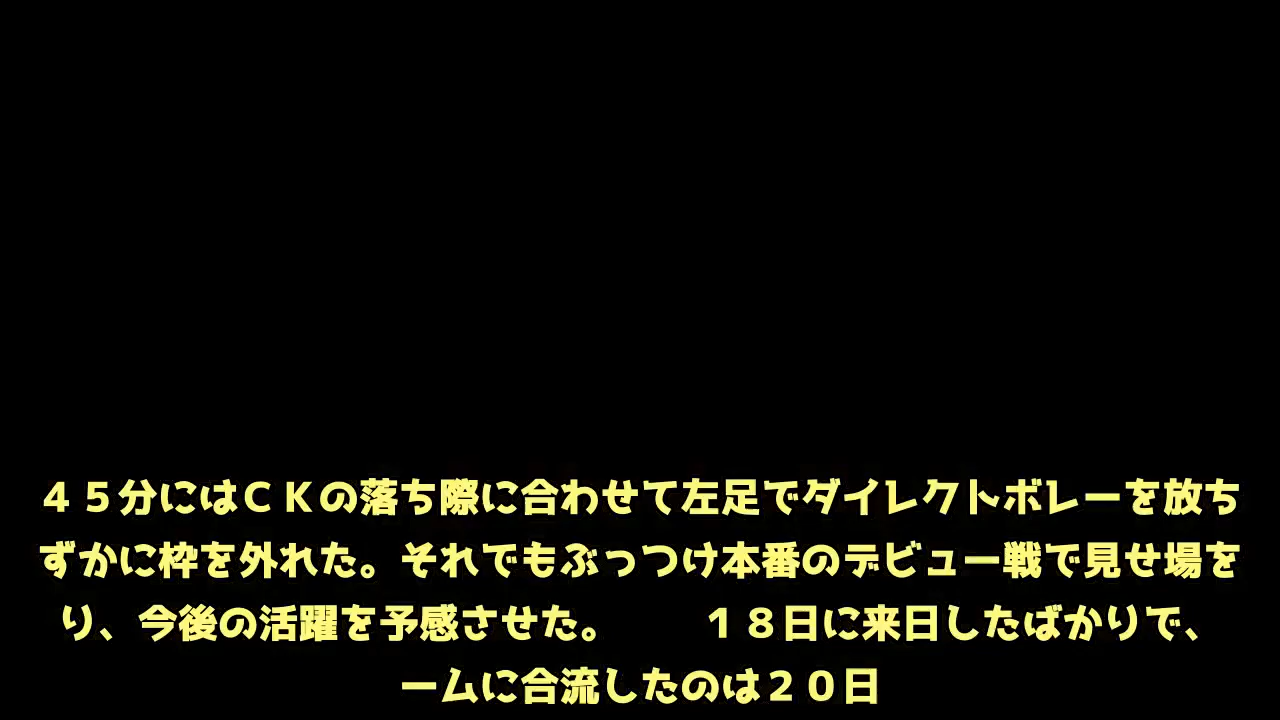 ４５分にはＣＫの落ち際に合わせて左足でダイレクトボレーを放ち
ずかに枠を外れた。それでもぶっつけ本番のデビュー戦で見せ場を
り、今後の活躍を予感させた。　　１８日に来日したばかりで、
ームに合流したのは２０日